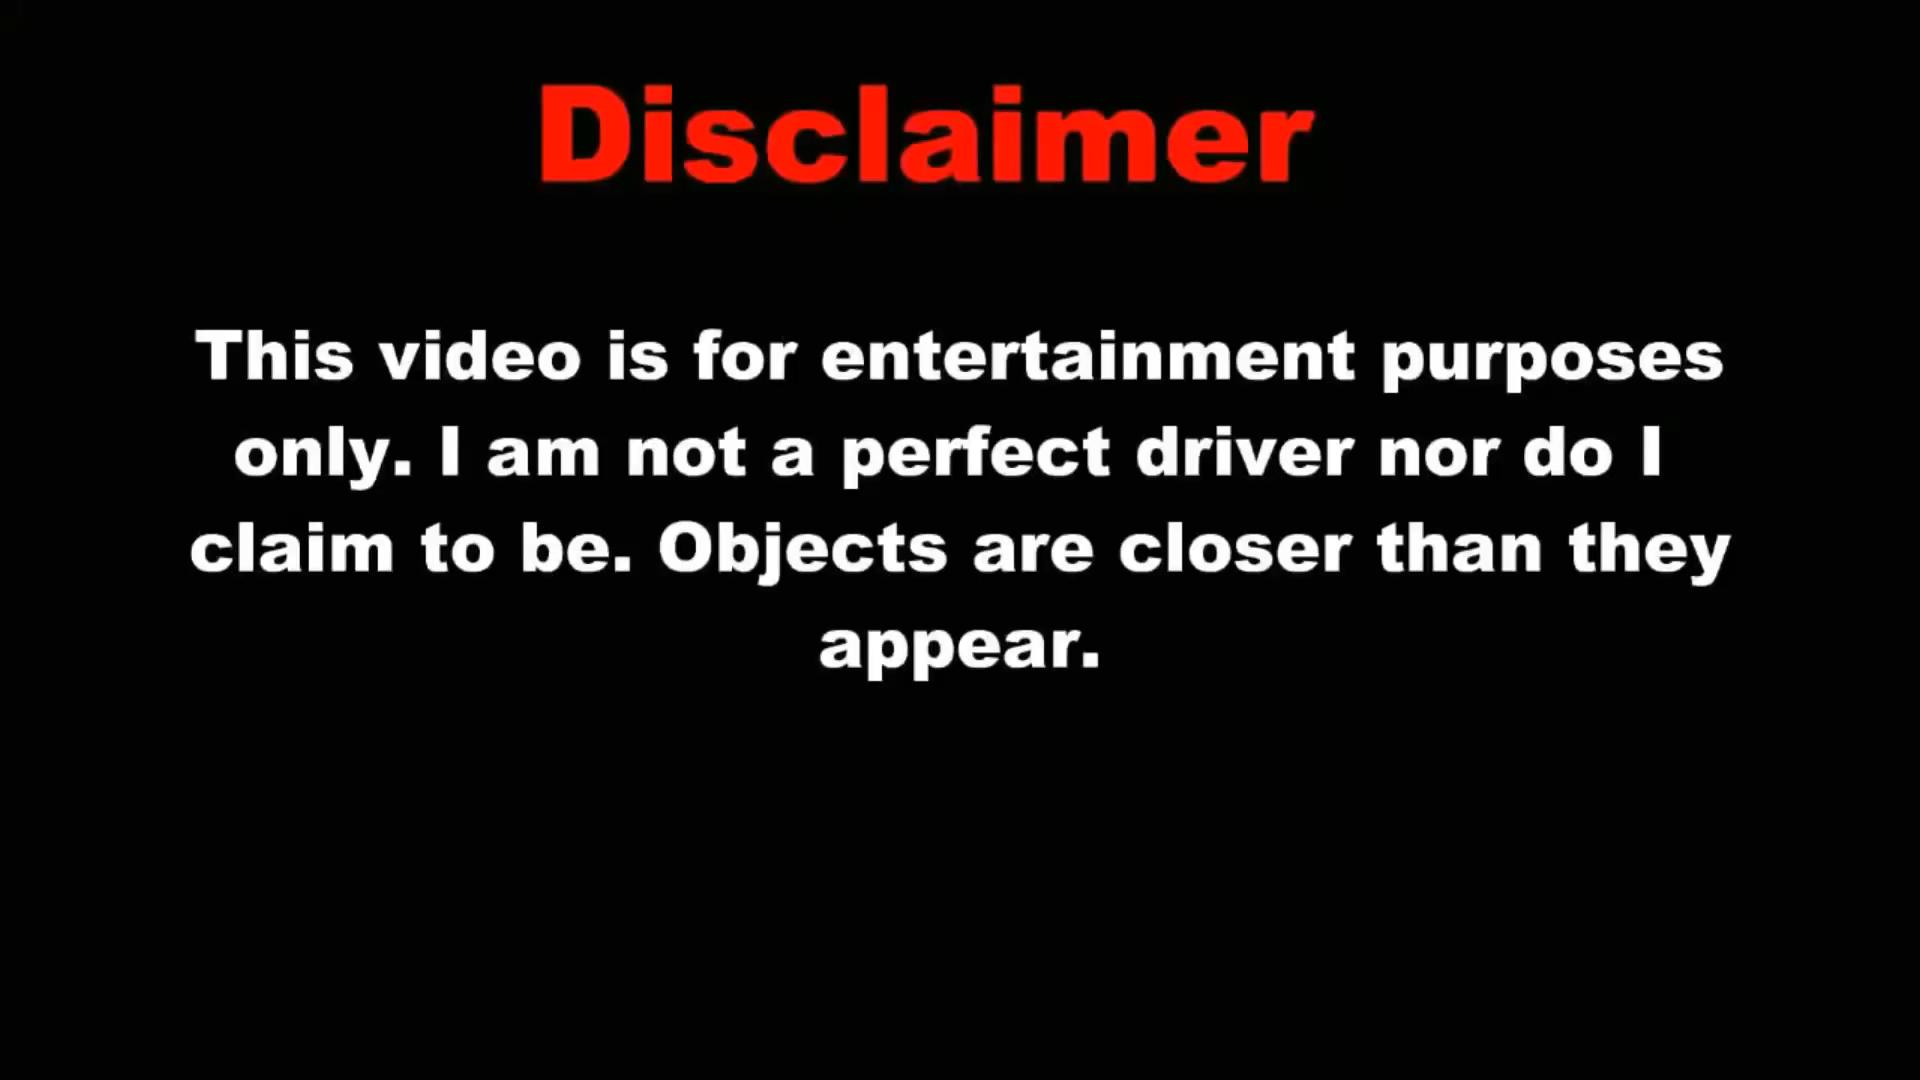 Disclaimer
This video is for entertainment purposes
only. I am not a perfect driver nor do I
claim to be. Objects are closer than they
appear.